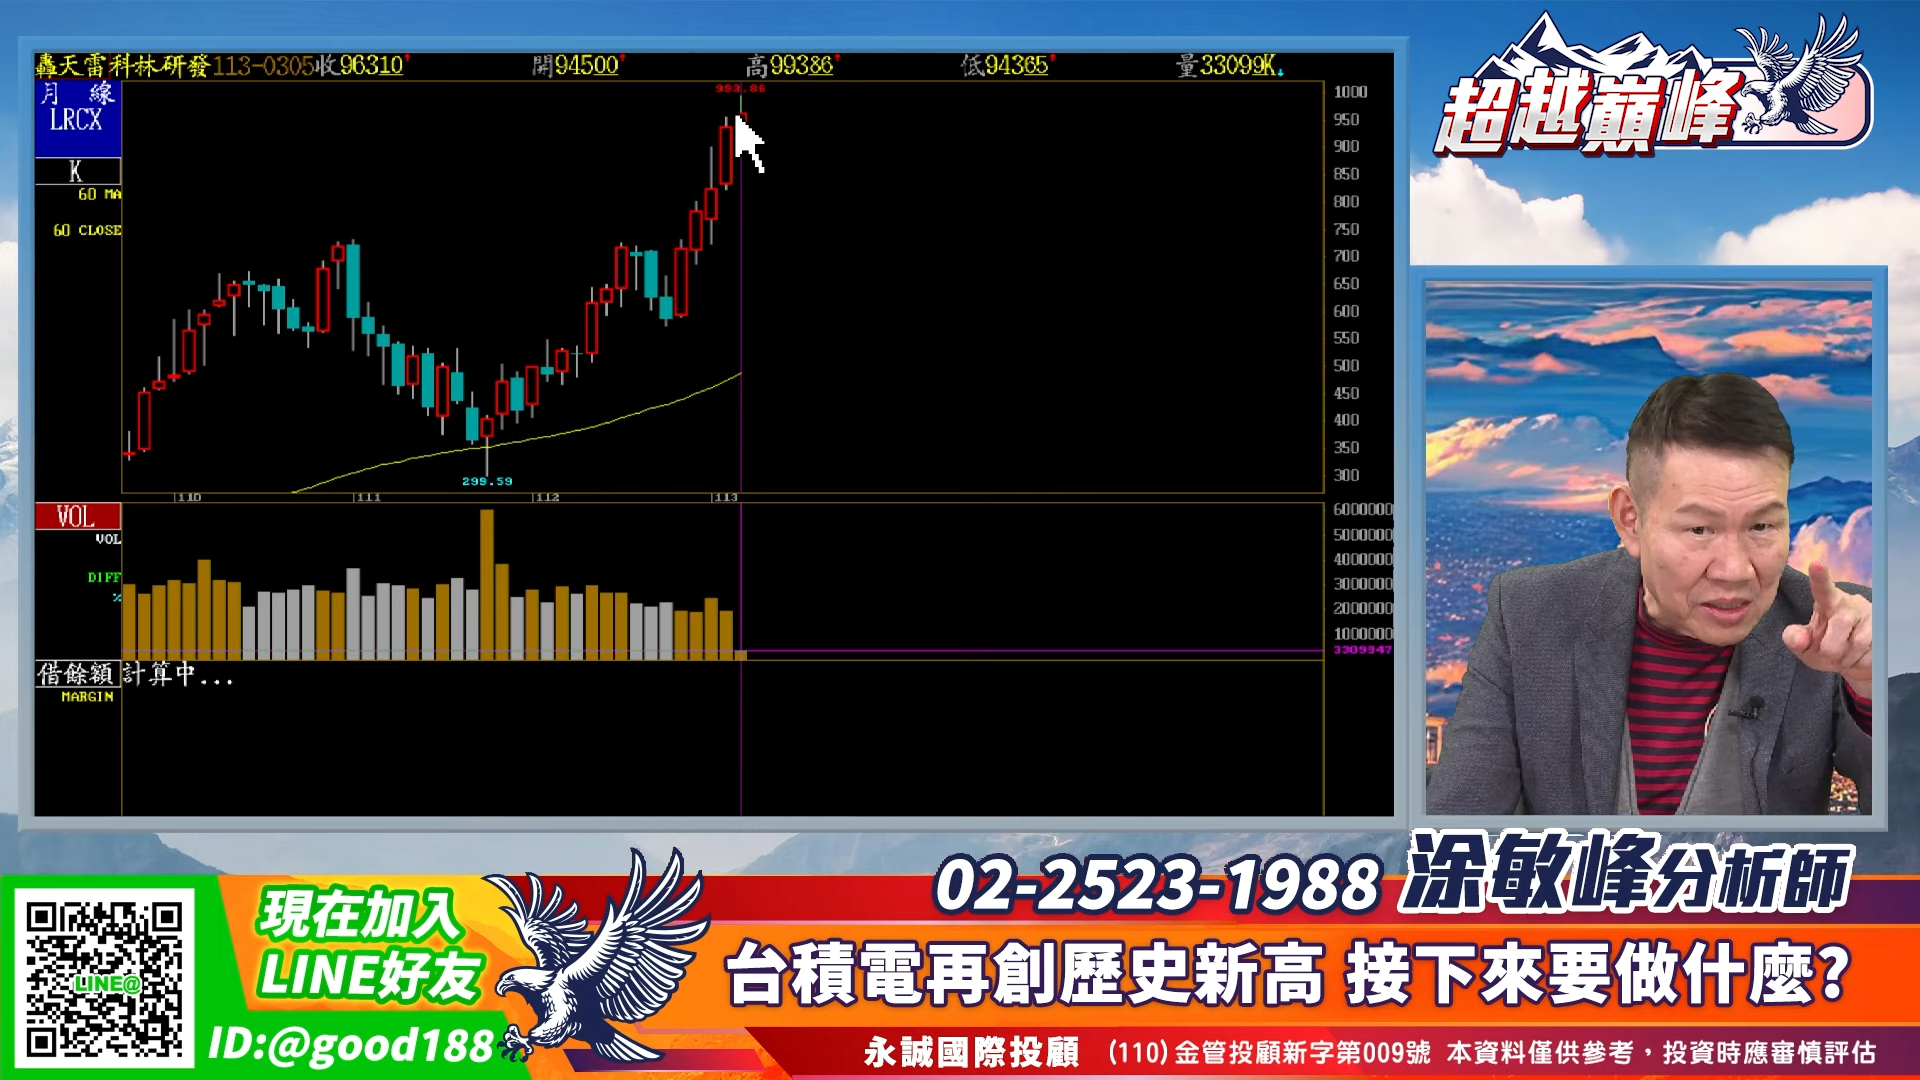 轟天雷科林研發113-0305收96310 開94500 高99386 低94365 量33099K
月 線
LRCX
K
60 MA
60 CLOSE
993.86
299.59
1000
950
900
850
800
750
700
650
600
550
500
450
400
350
300
110 111 112 113
VOL
VOL
DIFF
%
6000000
5000000
4000000
3000000
2000000
1000000
3309947
借餘額 計算中...
MARGIN
超越巔峰
02-2523-1988 涂敏峰分析師
現在加入
LINE好友
LINE@
ID:@good188
台積電再創歷史新高 接下來要做什麼?
永誠國際投顧 (110)金管投顧新字第009號 本資料僅供參考，投資時應審慎評估